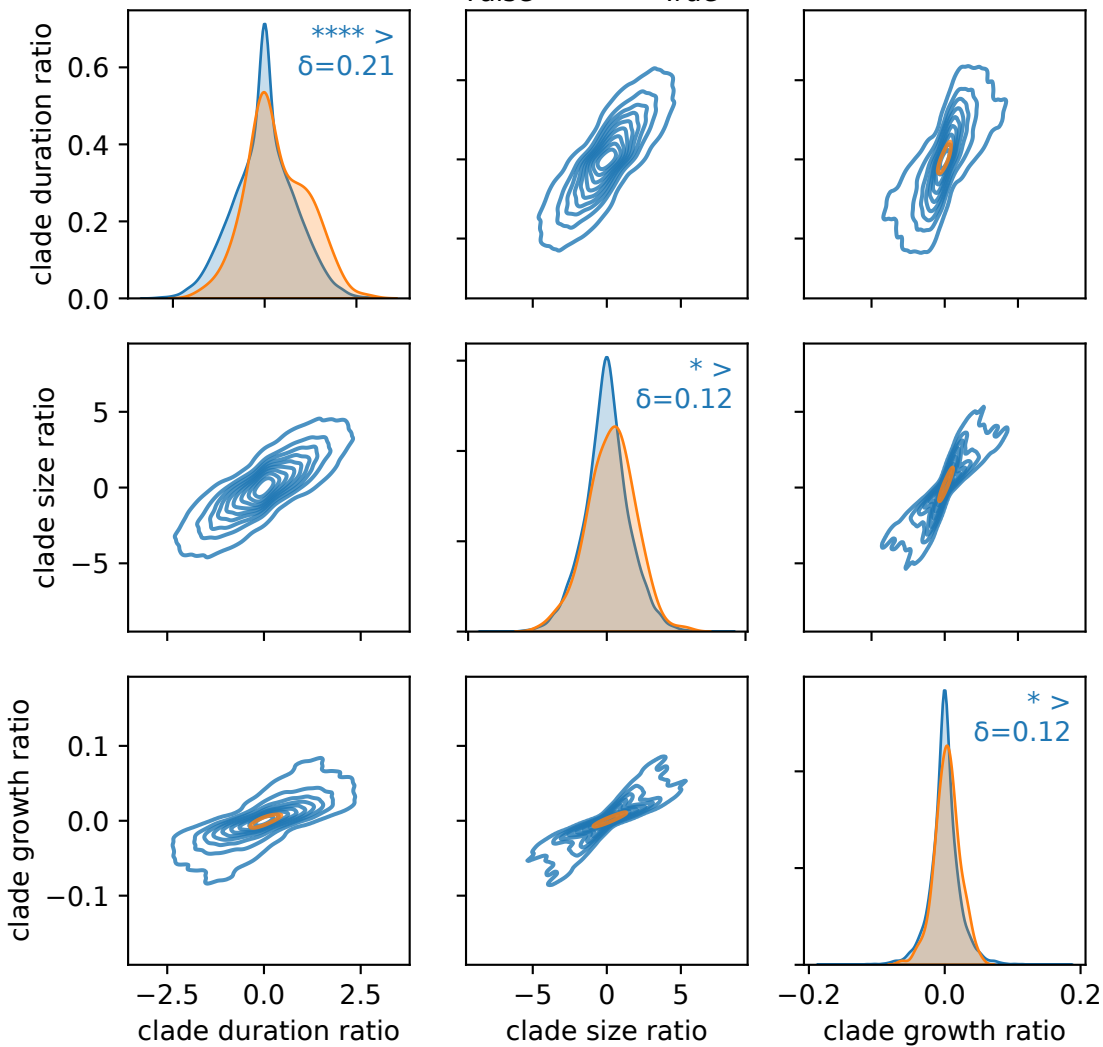 clade duration ratio
0.6
0.4
0.2
0.0
**** >
δ=0.21
clade size ratio
5
0
−5
* >
δ=0.12
clade growth ratio
0.1
0.0
−0.1
* >
δ=0.12
−2.5 0.0 2.5
clade duration ratio
−5 0 5
clade size ratio
−0.2 0.0 0.2
clade growth ratio